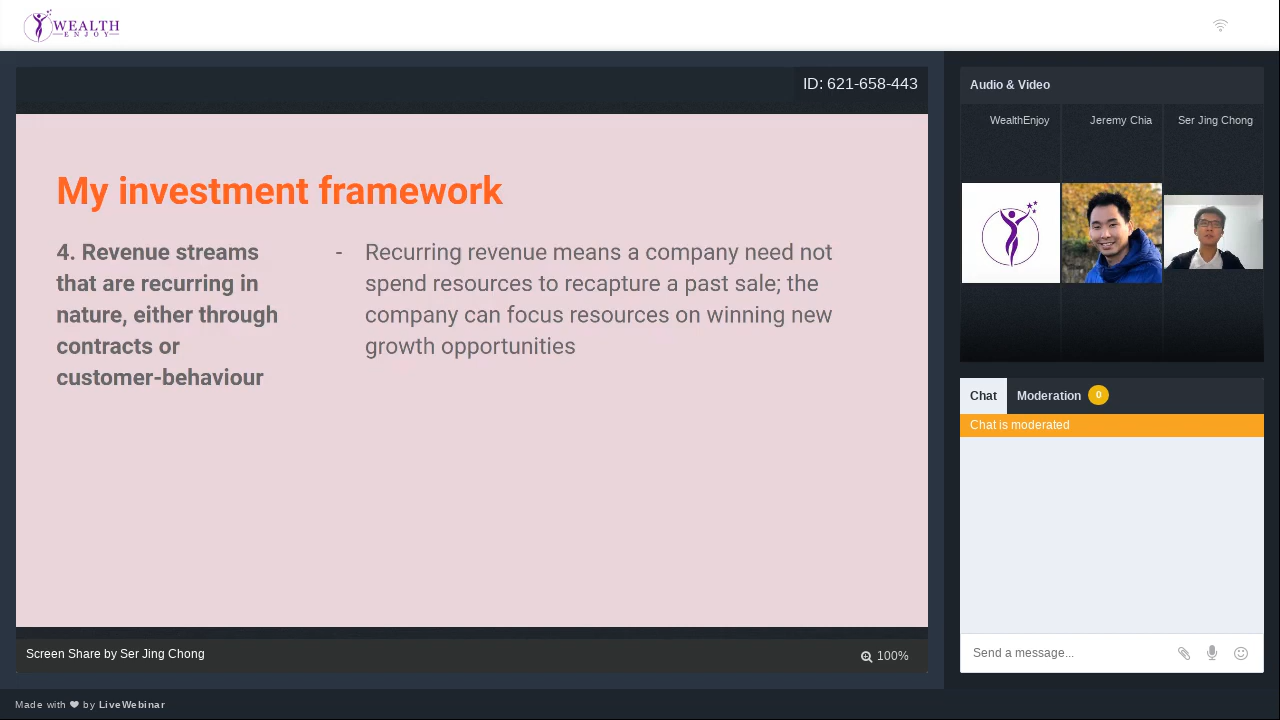 WEALTH
ENJOY
ID: 621-658-443
My investment framework
4. Revenue streams
that are recurring in
nature, either through
contracts or
customer-behaviour
- Recurring revenue means a company need not
spend resources to recapture a past sale; the
company can focus resources on winning new
growth opportunities
Screen Share by Ser Jing Chong
100%
Audio & Video
WealthEnjoy
Jeremy Chia
Ser Jing Chong
Chat
Moderation 0
Chat is moderated
Send a message...
Made with ❤ by LiveWebinar